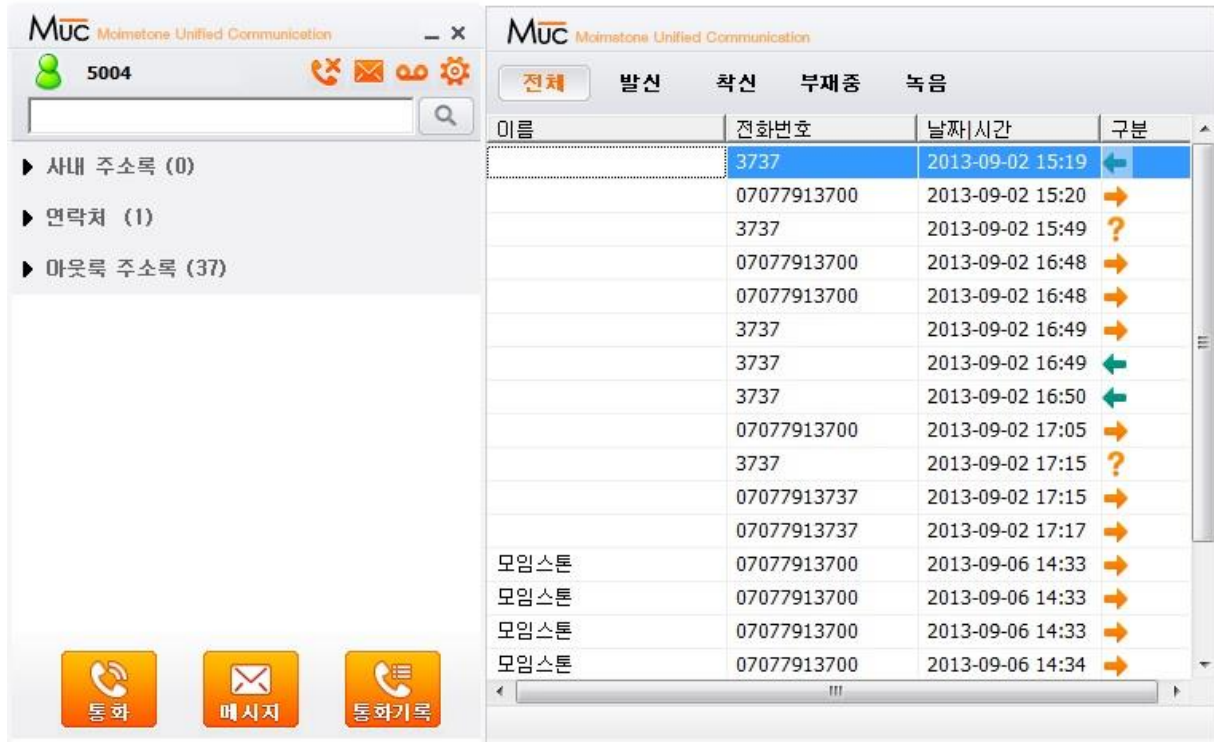 MUC Moimstone Unified Communication
5004
사내 주소록 (0)
연락처 (1)
아웃룩 주소록 (37)
통화 메시지 통화기록
MUC Moimstone Unified Communication
전체 발신 착신 부재중 녹음
이름 전화번호 날짜|시간 구분
3737 2013-09-02 15:19
07077913700 2013-09-02 15:20
3737 2013-09-02 15:49 ?
07077913700 2013-09-02 16:48
07077913700 2013-09-02 16:48
3737 2013-09-02 16:49
3737 2013-09-02 16:49
3737 2013-09-02 16:50
07077913700 2013-09-02 17:05
3737 2013-09-02 17:15 ?
07077913737 2013-09-02 17:15
07077913737 2013-09-02 17:17
모임스톤 07077913700 2013-09-06 14:33
모임스톤 07077913700 2013-09-06 14:33
모임스톤 07077913700 2013-09-06 14:33
모임스톤 07077913700 2013-09-06 14:34